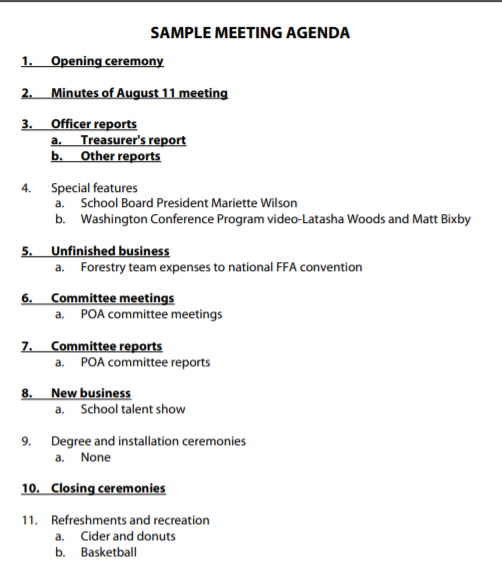 SAMPLE MEETING AGENDA
1. Opening ceremony
2. Minutes of August 11 meeting
3. Officer reports
a. Treasurer's report
b. Other reports
4. Special features
a. School Board President Mariette Wilson
b. Washington Conference Program video-Latasha Woods and Matt Bixby
5. Unfinished business
a. Forestry team expenses to national FFA convention
6. Committee meetings
a. POA committee meetings
7. Committee reports
a. POA committee reports
8. New business
a. School talent show
9. Degree and installation ceremonies
a. None
10. Closing ceremonies
11. Refreshments and recreation
a. Cider and donuts
b. Basketball